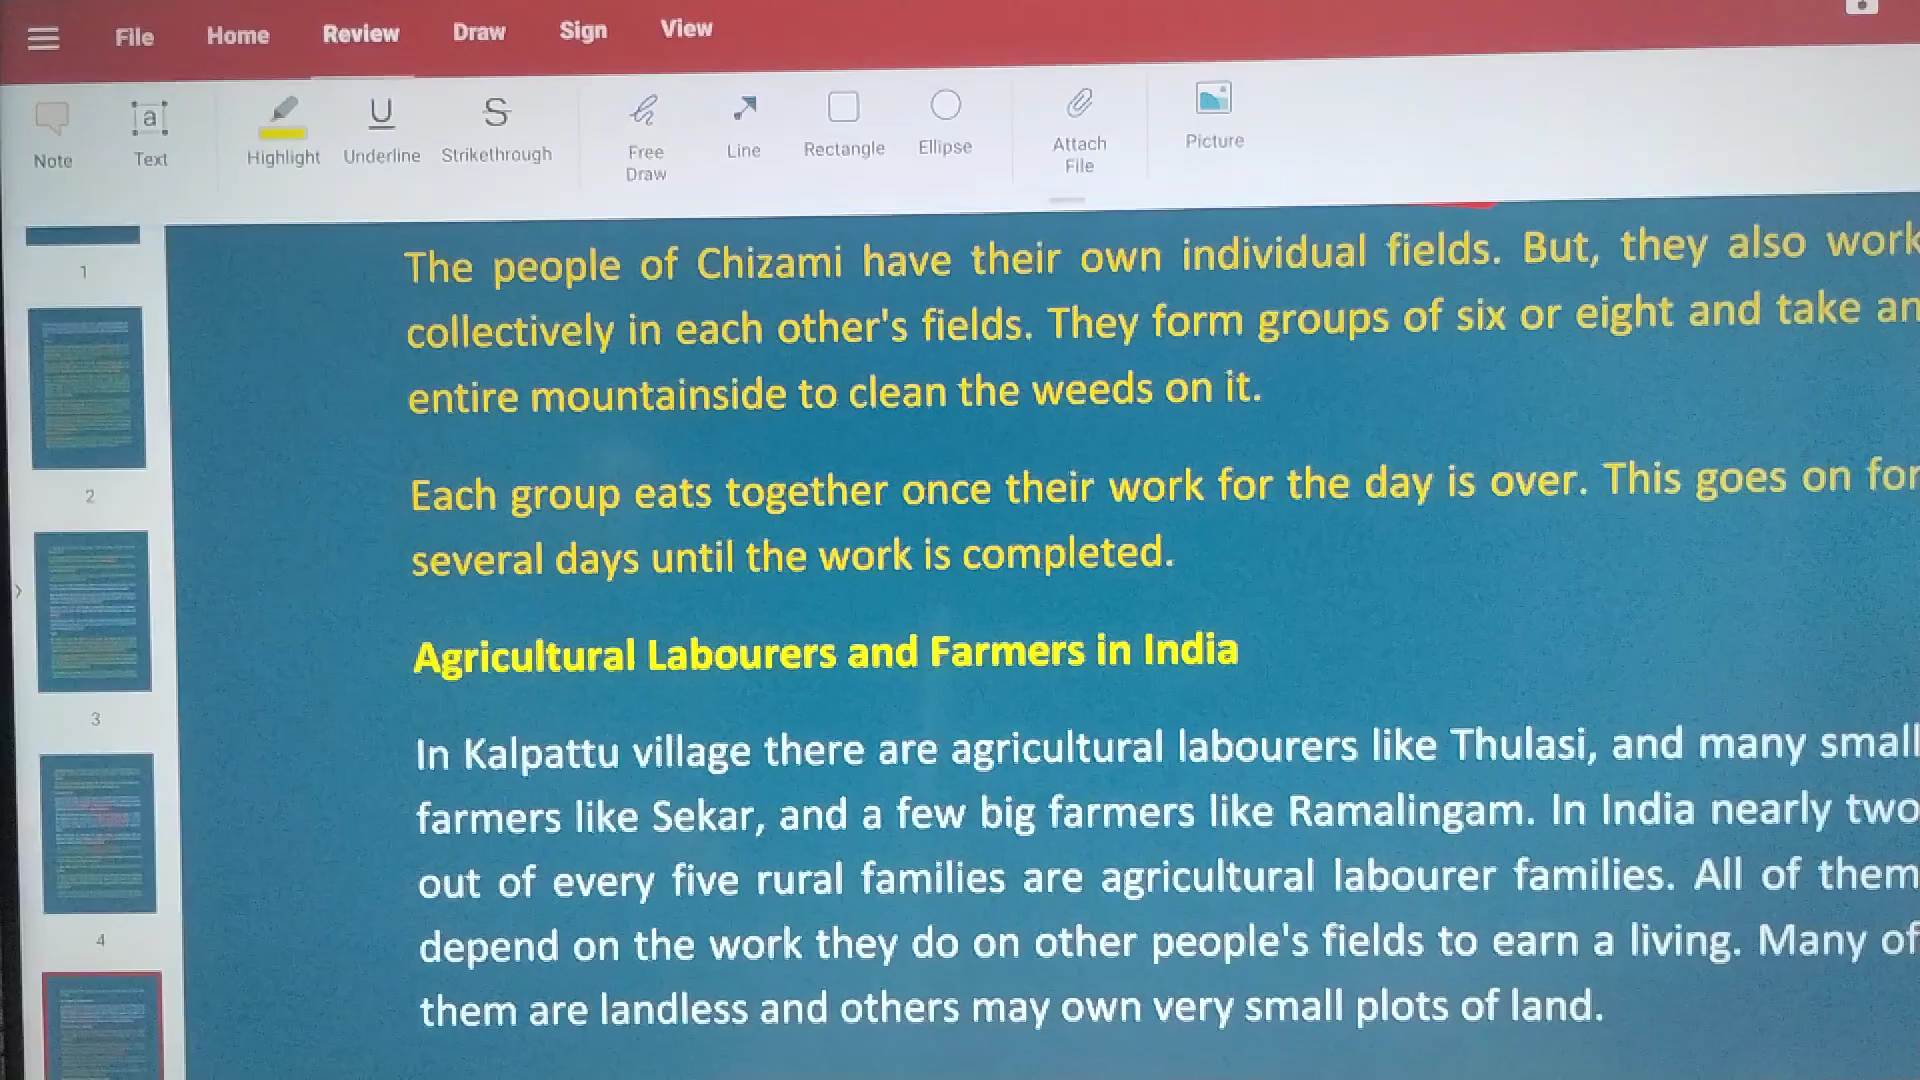 File Home Review Draw Sign View
Note Text Highlight Underline Strikethrough Free Draw Line Rectangle Ellipse Attach File Picture
The people of Chizami have their own individual fields. But, they also work
collectively in each other's fields. They form groups of six or eight and take an
entire mountainside to clean the weeds on it.
Each group eats together once their work for the day is over. This goes on for
several days until the work is completed.
Agricultural Labourers and Farmers in India
In Kalpattu village there are agricultural labourers like Thulasi, and many small
farmers like Sekar, and a few big farmers like Ramalingam. In India nearly two
out of every five rural families are agricultural labourer families. All of them
depend on the work they do on other people's fields to earn a living. Many of
them are landless and others may own very small plots of land.
1
2
3
4